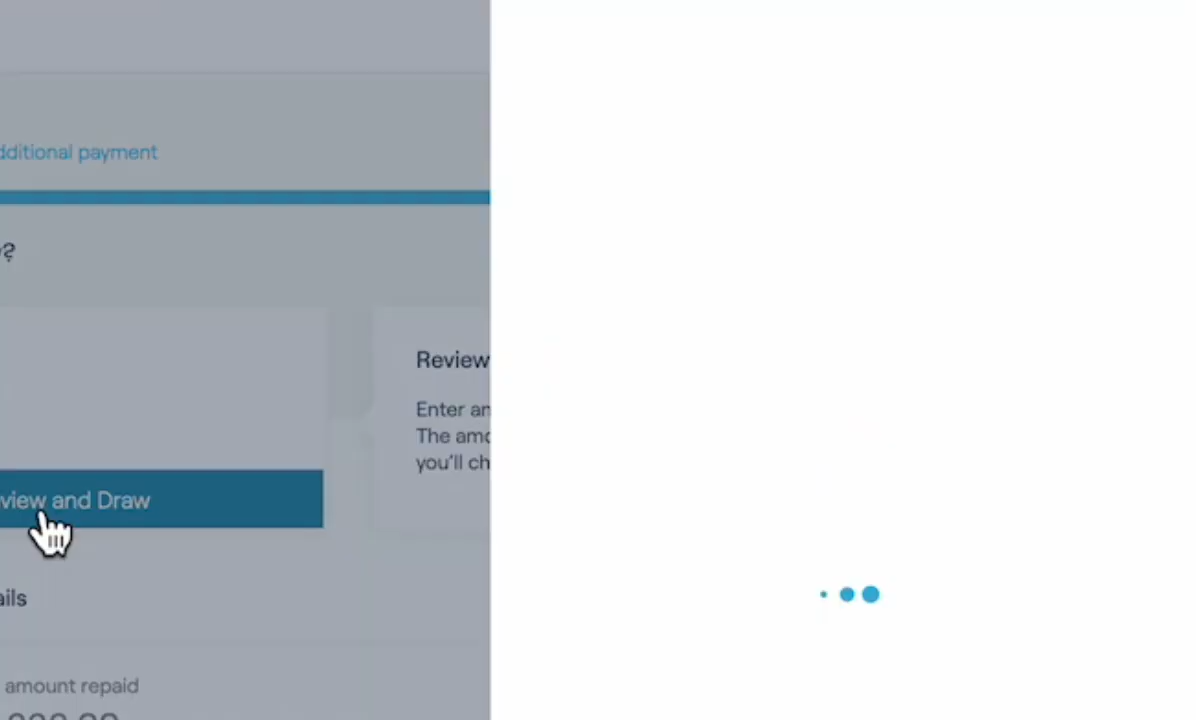 dditional payment
?
Review
Enter an
The amo
you'll ch
view and Draw
ails
amount repaid